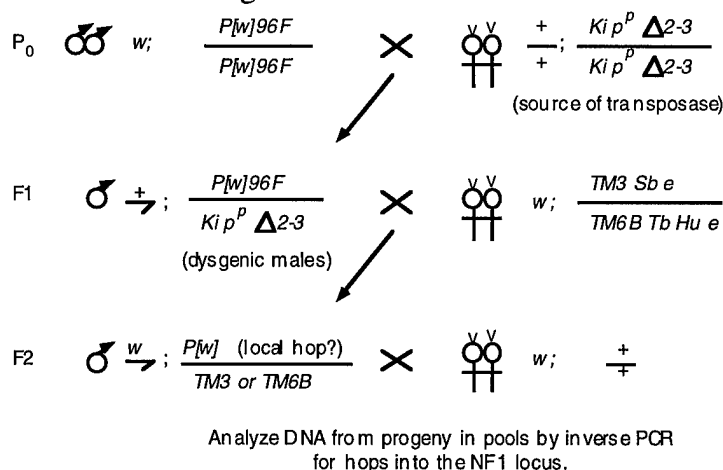 P0 w; P[w]96F / P[w]96F X + / + ; Ki p^p Δ2-3 / Ki p^p Δ2-3
(source of transposase)
F1 + ; P[w]96F / Ki p^p Δ2-3 X w; TM3 Sb e / TM6B Tb Hu e
(dysgenic males)
F2 w ; P[w] (local hop?) / TM3 or TM6B X w; + / +
Analyze DNA from progeny in pools by inverse PCR
for hops into the NF1 locus.